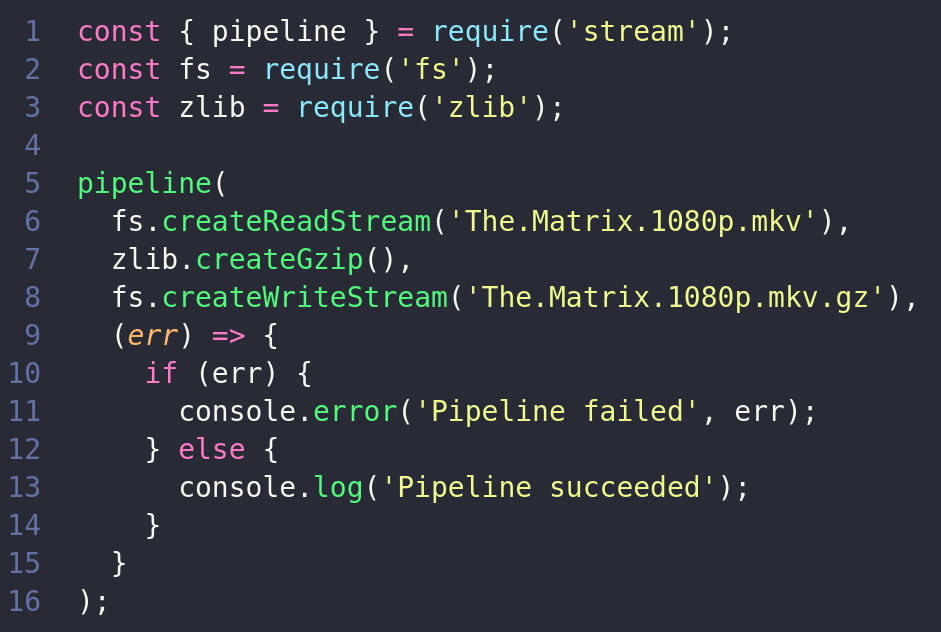 1 const { pipeline } = require('stream');
2 const fs = require('fs');
3 const zlib = require('zlib');
4
5 pipeline(
6   fs.createReadStream('The.Matrix.1080p.mkv'),
7   zlib.createGzip(),
8   fs.createWriteStream('The.Matrix.1080p.mkv.gz'),
9   (err) => {
10     if (err) {
11       console.error('Pipeline failed', err);
12     } else {
13       console.log('Pipeline succeeded');
14     }
15   }
16 );